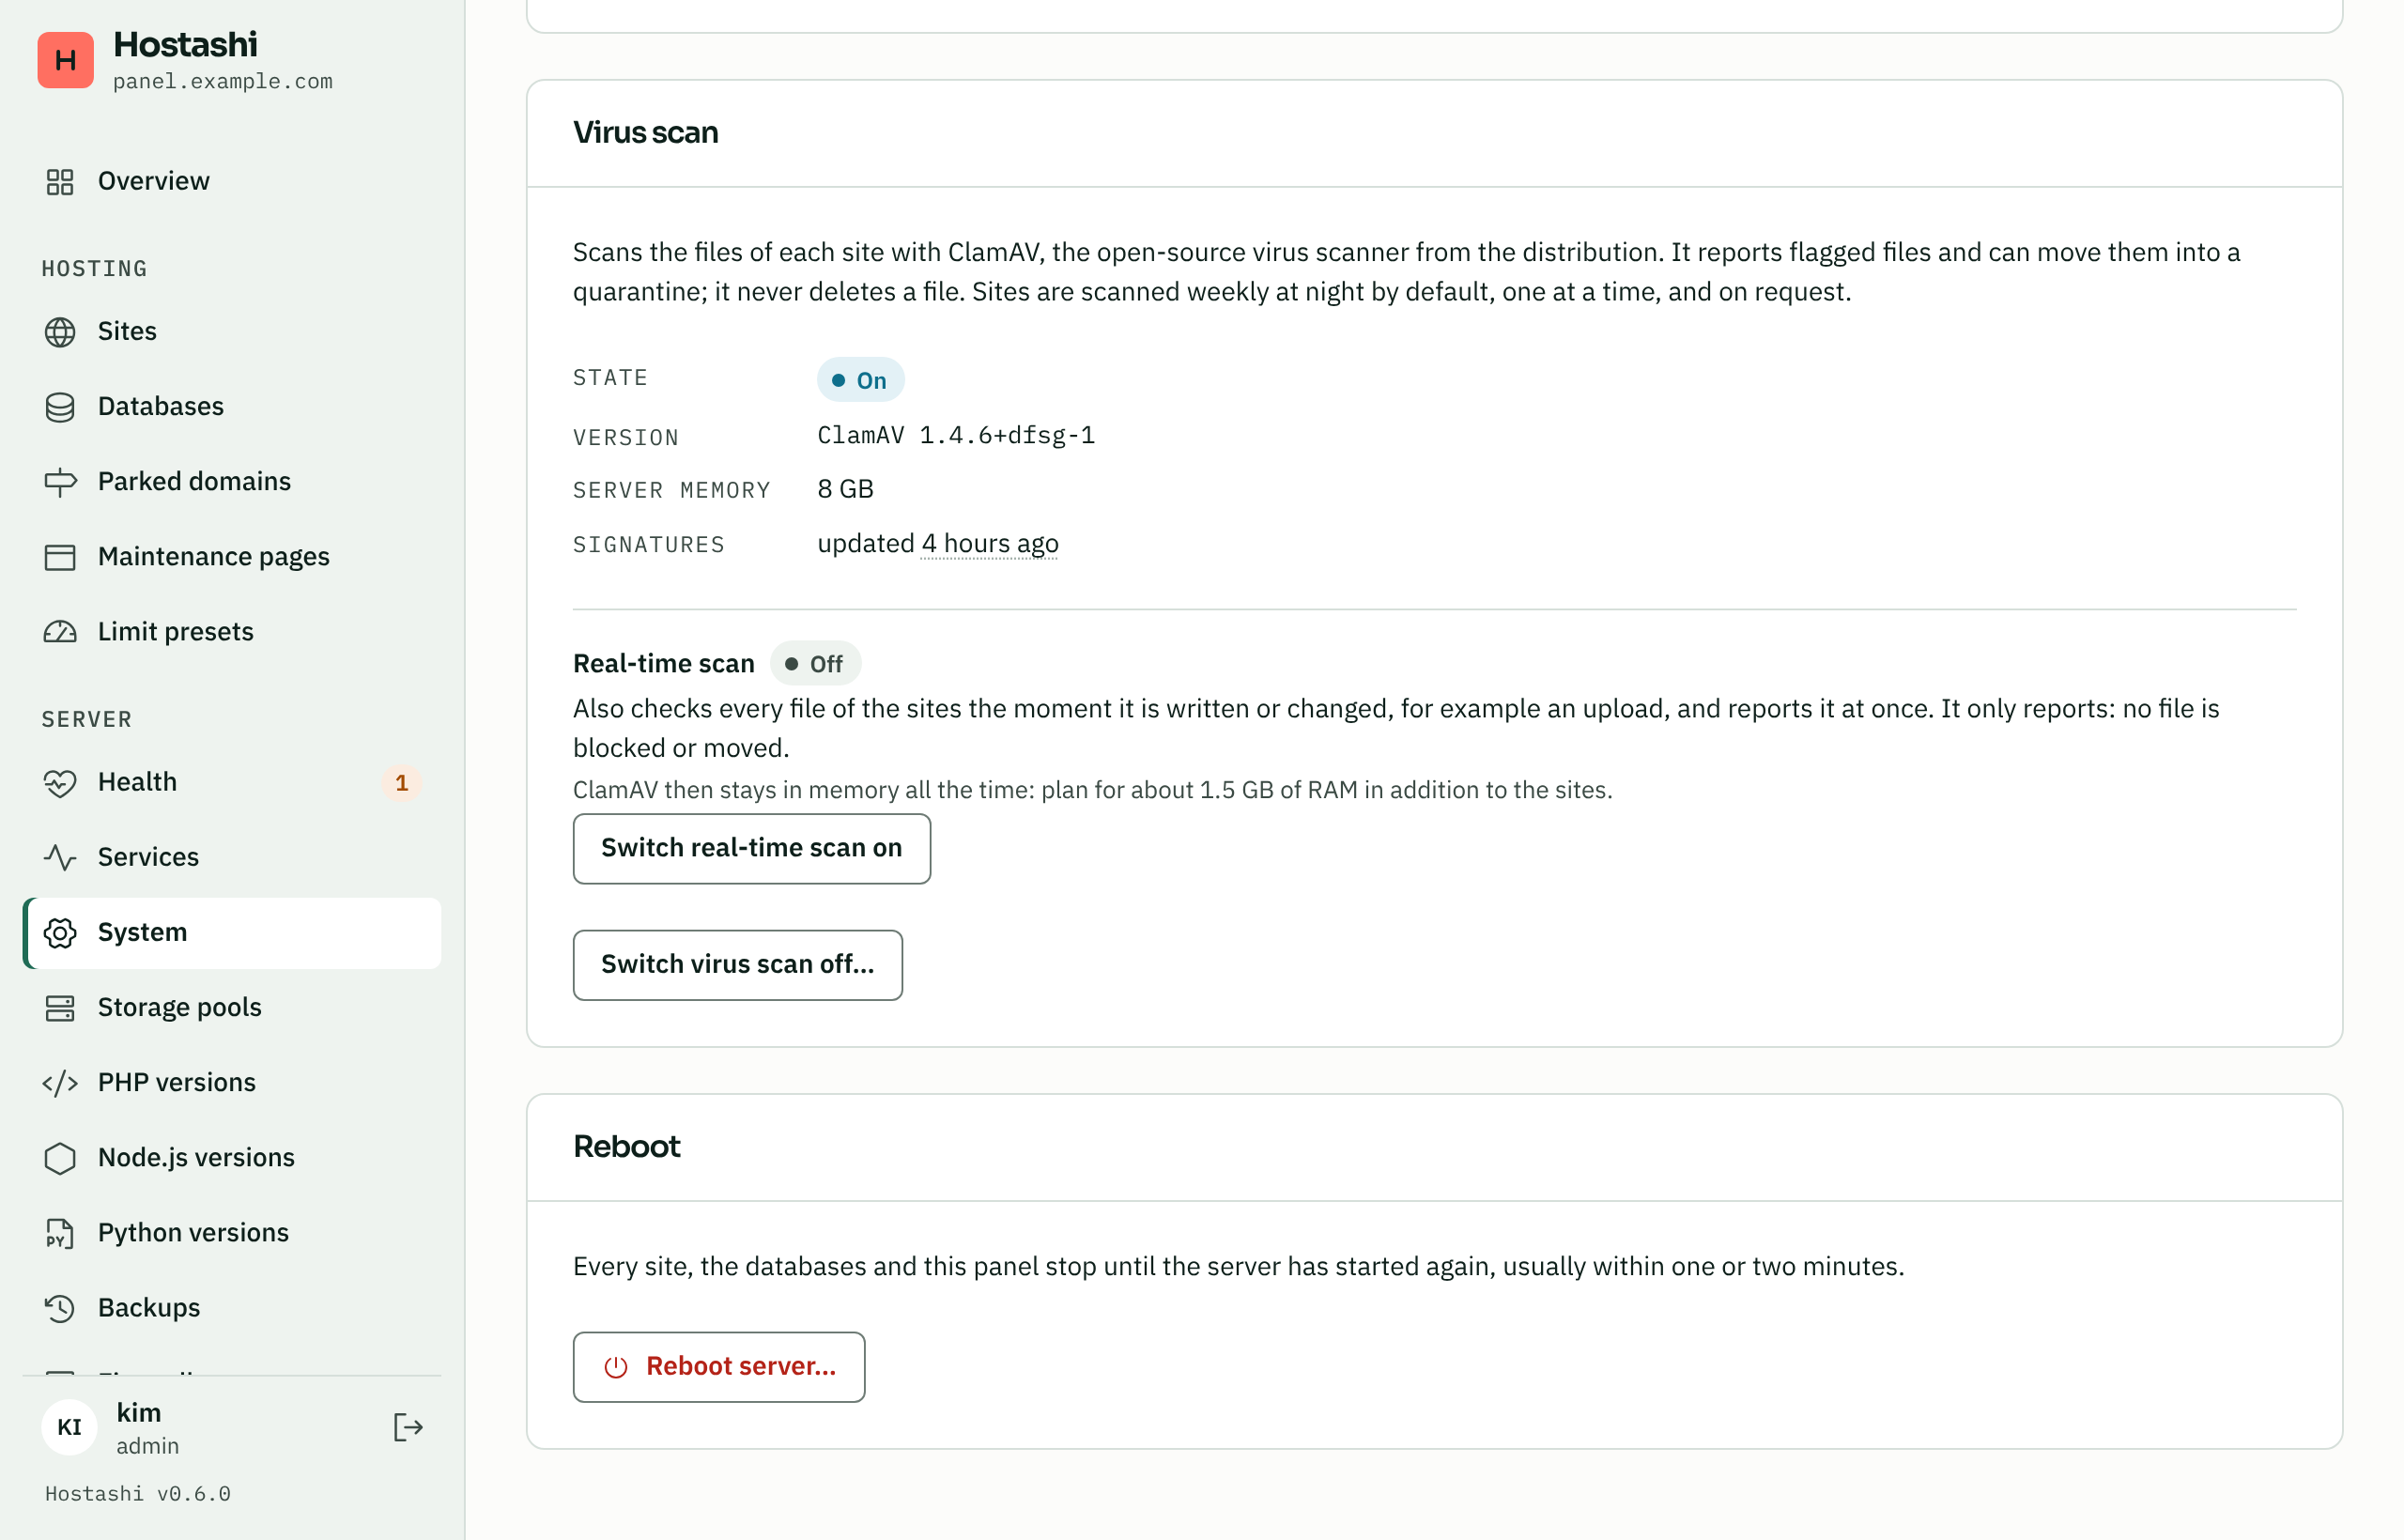 H
Hostashi
panel.example.com
Overview
HOSTING
Sites
Databases
Parked domains
Maintenance pages
Limit presets
SERVER
Health 1
Services
System
Storage pools
PHP versions
Node.js versions
PY Python versions
Backups
KI
kim
admin
Hostashi v0.6.0
Virus scan
Scans the files of each site with ClamAV, the open-source virus scanner from the distribution. It reports flagged files and can move them into a
quarantine; it never deletes a file. Sites are scanned weekly at night by default, one at a time, and on request.
STATE On
VERSION ClamAV 1.4.6+dfsg-1
SERVER MEMORY 8 GB
SIGNATURES updated 4 hours ago
Real-time scan Off
Also checks every file of the sites the moment it is written or changed, for example an upload, and reports it at once. It only reports: no file is
blocked or moved.
ClamAV then stays in memory all the time: plan for about 1.5 GB of RAM in addition to the sites.
Switch real-time scan on
Switch virus scan off...
Reboot
Every site, the databases and this panel stop until the server has started again, usually within one or two minutes.
Reboot server...